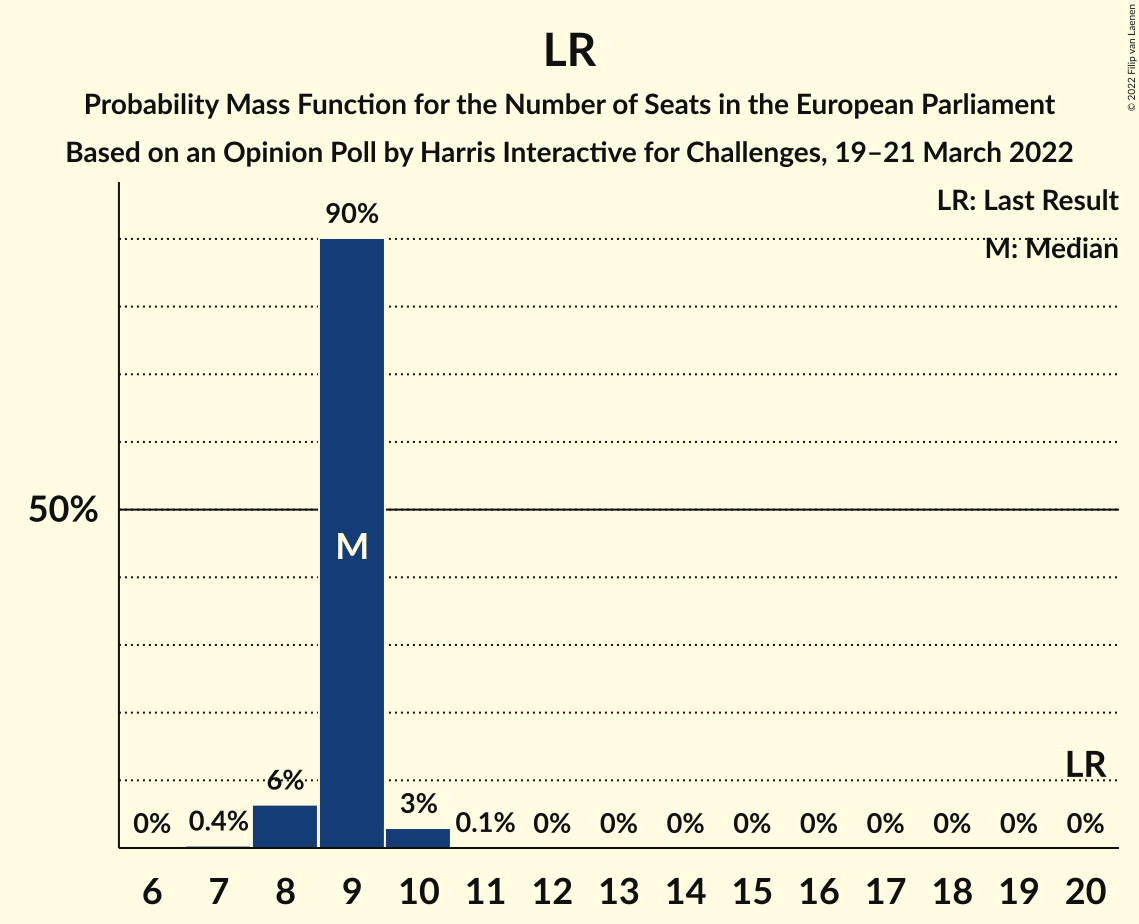 LR
Probability Mass Function for the Number of Seats in the European Parliament
Based on an Opinion Poll by Harris Interactive for Challenges, 19–21 March 2022
© 2022 Filip van Laenen
LR: Last Result
M: Median
90%
50%
M
LR
0% 0.4% 6% 3% 0.1% 0% 0% 0% 0% 0% 0% 0% 0% 0%
6 7 8 9 10 11 12 13 14 15 16 17 18 19 20